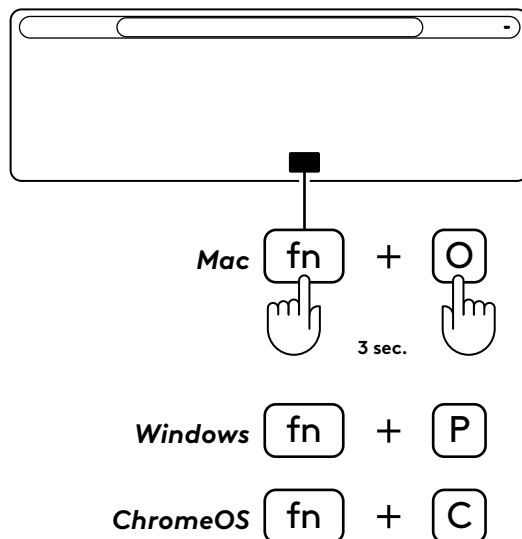 Mac fn + O
3 sec.
Windows fn + P
ChromeOS fn + C